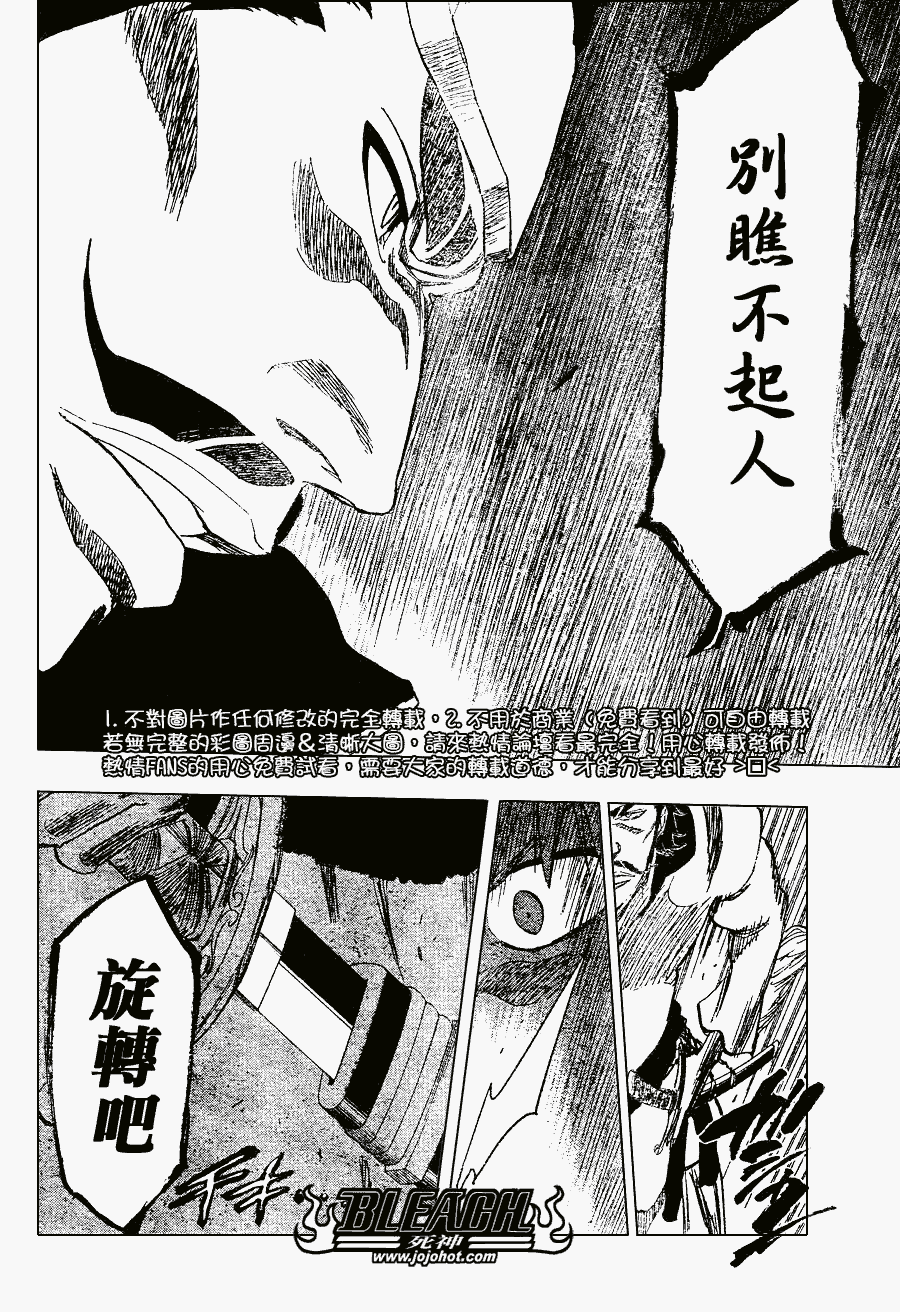 別瞧不起人
1. 不對圖片作任何修改的完全轉載，2. 不用於商業（免費看到）可自由轉載
若無完整的彩圖周邊＆清晰大圖，請來熱情論壇看最完全！用心轉載發佈！
熱情FANS的用心免費試看，需要大家的轉載道德，才能分享到最好 >口<
旋轉吧
ギギ
BLEACH
死神
www.jojohot.com